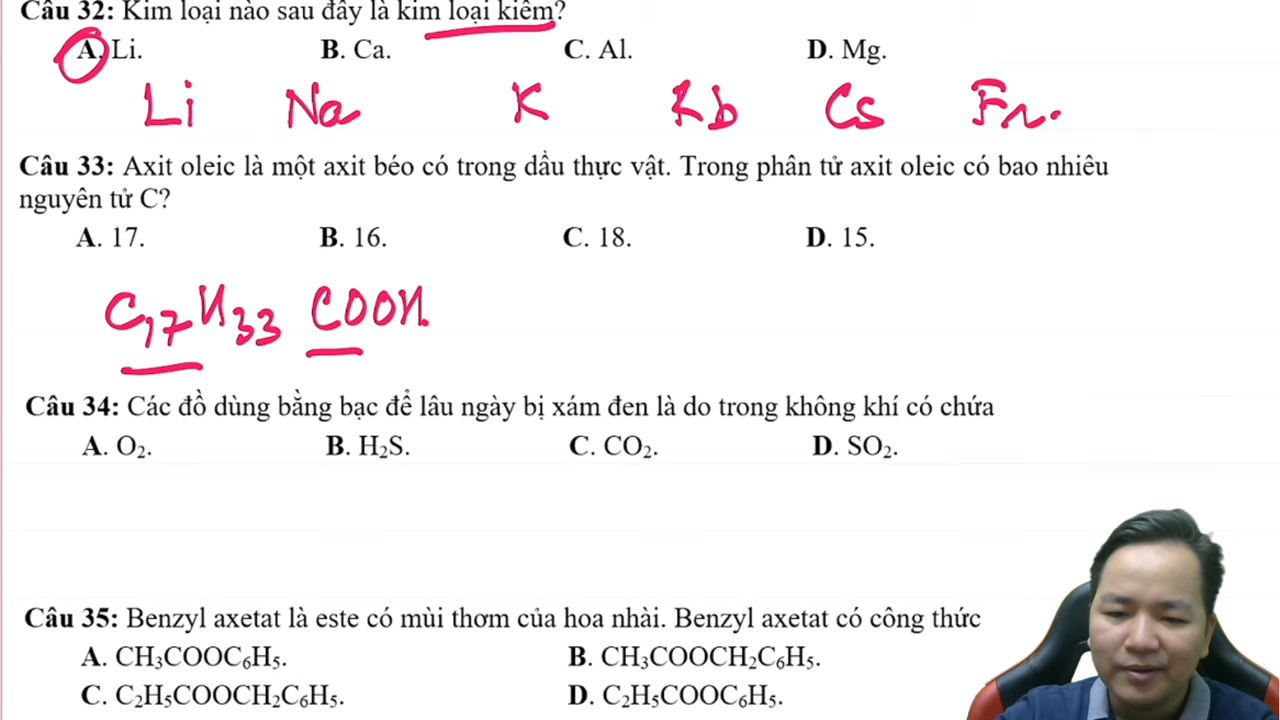 Câu 32: Kim loại nào sau đây là kim loại kiềm?
A. Li. B. Ca. C. Al. D. Mg.
Li Na K Rb Cs Fr.
Câu 33: Axit oleic là một axit béo có trong dầu thực vật. Trong phân tử axit oleic có bao nhiêu
nguyên tử C?
A. 17. B. 16. C. 18. D. 15.
C₁₇H₃₃ COOH
Câu 34: Các đồ dùng bằng bạc để lâu ngày bị xám đen là do trong không khí có chứa
A. O₂. B. H₂S. C. CO₂. D. SO₂.
Câu 35: Benzyl axetat là este có mùi thơm của hoa nhài. Benzyl axetat có công thức
A. CH₃COOC₆H₅. B. CH₃COOCH₂C₆H₅.
C. C₂H₅COOCH₂C₆H₅. D. C₂H₅COOC₆H₅.